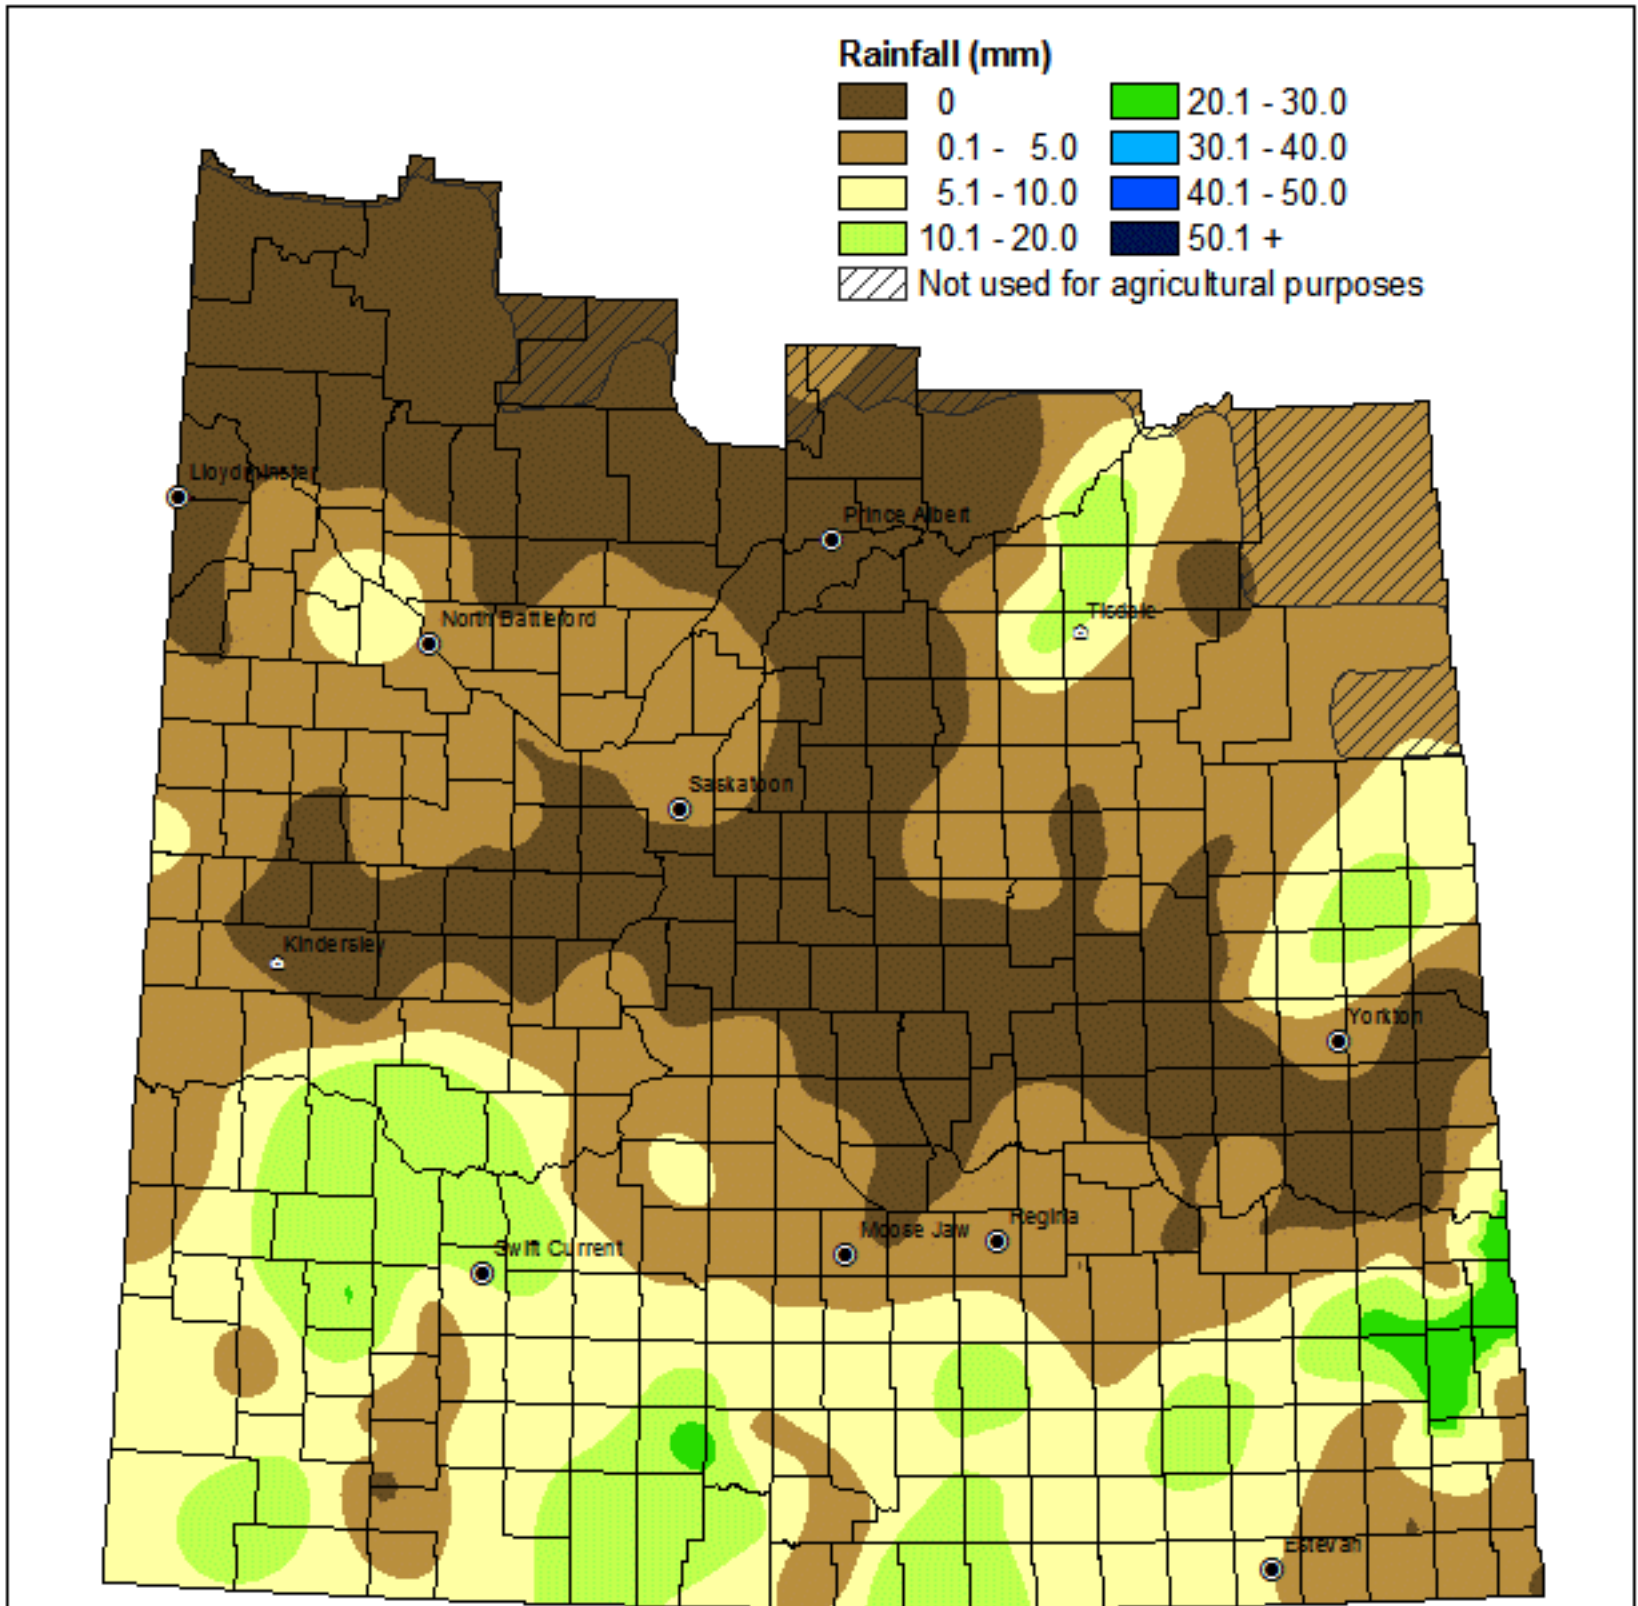 Rainfall (mm)
0
0.1 - 5.0
5.1 - 10.0
10.1 - 20.0
20.1 - 30.0
30.1 - 40.0
40.1 - 50.0
50.1 +
Not used for agricultural purposes
Lloydminster
Prince Albert
North Battleford
Tisdale
Saskatoon
Kindersley
Yorkton
Regina
Moose Jaw
Swift Current
Estevan